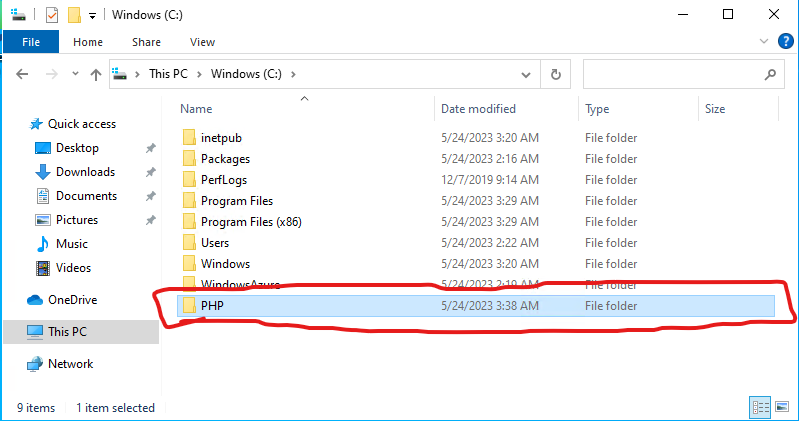 Windows (C:)
File Home Share View
This PC Windows (C:)
Name Date modified Type Size
Quick access
Desktop
Downloads
Documents
Pictures
Music
Videos
OneDrive
This PC
Network
inetpub 5/24/2023 3:20 AM File folder
Packages 5/24/2023 2:16 AM File folder
PerfLogs 12/7/2019 9:14 AM File folder
Program Files 5/24/2023 3:29 AM File folder
Program Files (x86) 5/24/2023 3:29 AM File folder
Users 5/24/2023 2:22 AM File folder
Windows 5/24/2023 3:20 AM File folder
WindowsAzure 5/24/2023 2:19 AM File folder
PHP 5/24/2023 3:38 AM File folder
9 items 1 item selected